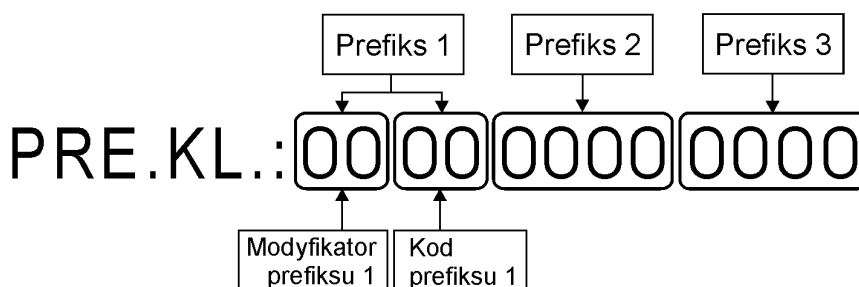 Prefiks 1 Prefiks 2 Prefiks 3
PRE.KL.: 00 00 0000 0000
Modyfikator prefiksu 1
Kod prefiksu 1